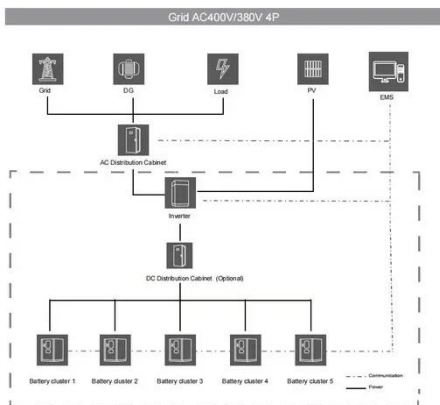 Grid AC400V/380V 4P
Grid
DG
Load
PV
EMS
AC Distribution Cabinet
Inverter
DC Distribution Cabinet (Optional)
Battery cluster 1
Battery cluster 2
Battery cluster 3
Battery cluster 4
Battery cluster 5
Communication
Power